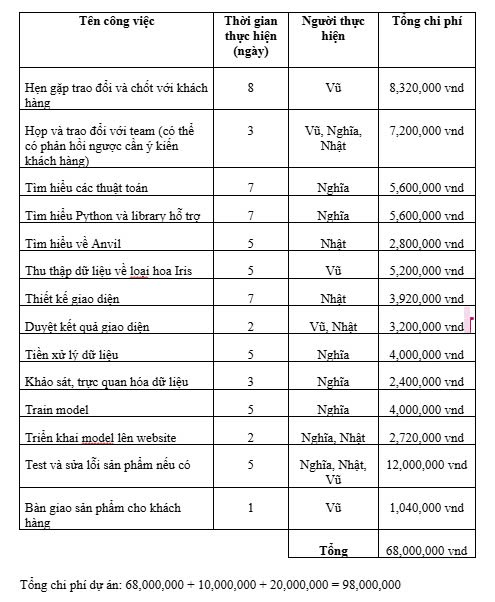 Tên công việc
Thời gian
thực hiện
(ngày)
Người thực
hiện
Tổng chi phí
Hẹn gặp trao đổi và chốt với khách
hàng
8
Vũ
8,320,000 vnd
Họp và trao đổi với team (có thể
có phản hồi ngược cần ý kiến
khách hàng)
3
Vũ, Nghĩa,
Nhật
7,200,000 vnd
Tìm hiểu các thuật toán
7
Nghĩa
5,600,000 vnd
Tìm hiểu Python và library hỗ trợ
7
Nghĩa
5,600,000 vnd
Tìm hiểu về Anvil
5
Nhật
2,800,000 vnd
Thu thập dữ liệu về loại hoa Iris
5
Vũ
5,200,000 vnd
Thiết kế giao diện
7
Nhật
3,920,000 vnd
Duyệt kết quả giao diện
2
Vũ, Nhật
3,200,000 vnd
Tiền xử lý dữ liệu
5
Nghĩa
4,000,000 vnd
Khảo sát, trực quan hóa dữ liệu
3
Nghĩa
2,400,000 vnd
Train model
5
Nghĩa
4,000,000 vnd
Triển khai model lên website
2
Nghĩa, Nhật
2,720,000 vnd
Test và sửa lỗi sản phẩm nếu có
5
Nghĩa, Nhật,
Vũ
12,000,000 vnd
Bàn giao sản phẩm cho khách
hàng
1
Vũ
1,040,000 vnd
Tổng
68,000,000 vnd
Tổng chi phí dự án: 68,000,000 + 10,000,000 + 20,000,000 = 98,000,000